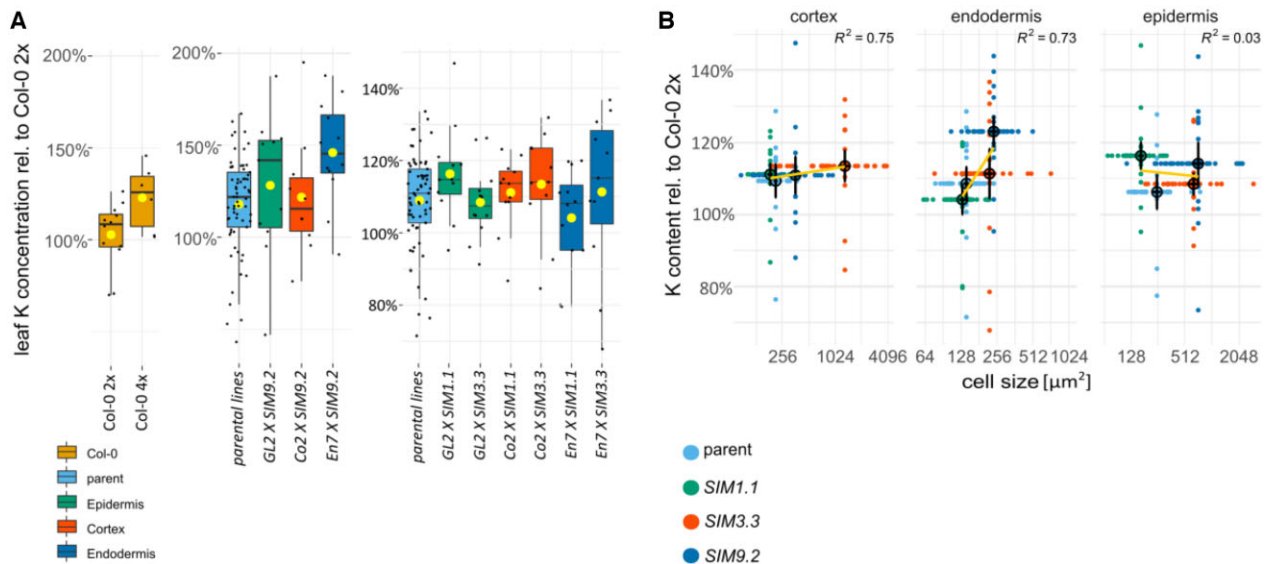 A
leaf K concentration rel. to Col-0 2x
200%
150%
100%
Col-0 2x
Col-0 4x
200%
150%
100%
parental lines
GL2 X SIM9.2
Co2 X SIM9.2
En7 X SIM9.2
140%
120%
100%
80%
parental lines
GL2 X SIM1.1
GL2 X SIM3.3
Co2 X SIM1.1
Co2 X SIM3.3
En7 X SIM1.1
En7 X SIM3.3
Col-0
parent
Epidermis
Cortex
Endodermis
B
cortex endodermis epidermis
R² = 0.75 R² = 0.73 R² = 0.03
K content rel. to Col-0 2x
140%
120%
100%
80%
256 1024 4096 64 128 256 512 1024 128 512 2048
cell size [µm²]
parent
SIM1.1
SIM3.3
SIM9.2